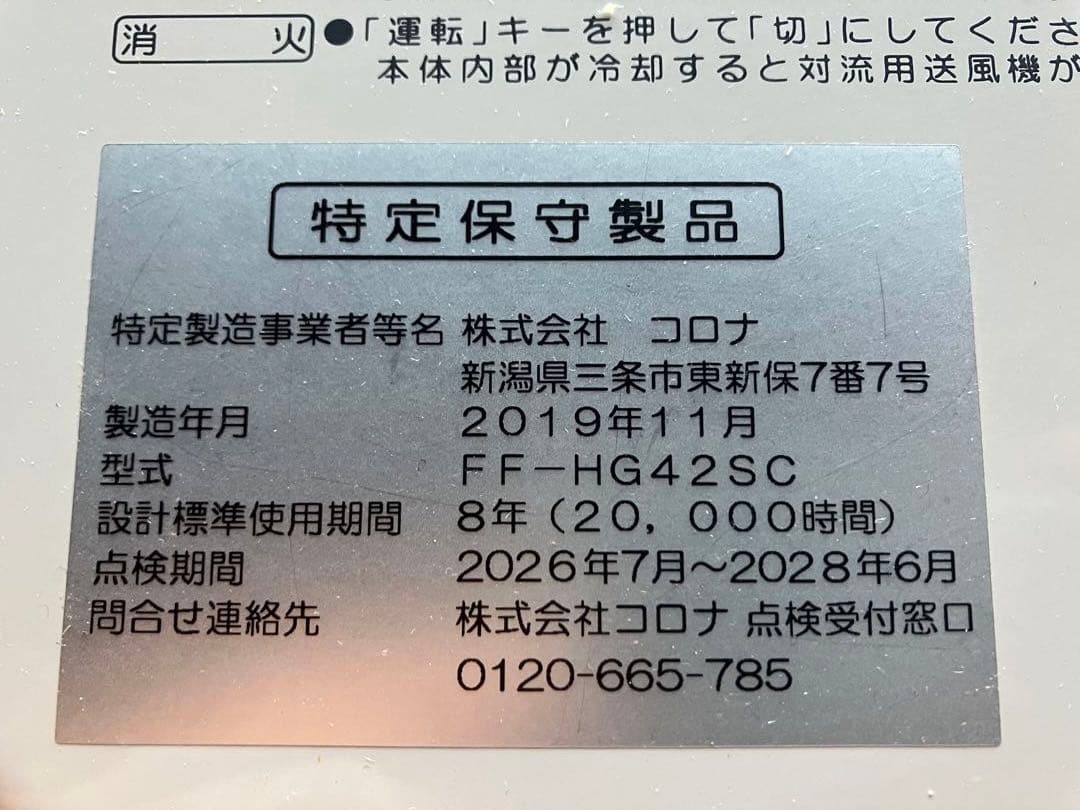 消 火 ●「運転」キーを押して「切」にしてくださ
本体内部が冷却すると対流用送風機が
特定保守製品
特定製造事業者等名 株式会社 コロナ
新潟県三条市東新保7番7号
製造年月 2019年11月
型式 FF-HG42SC
設計標準使用期間 8年(20,000時間)
点検期間 2026年7月~2028年6月
問合せ連絡先 株式会社コロナ 点検受付窓口
0120-665-785